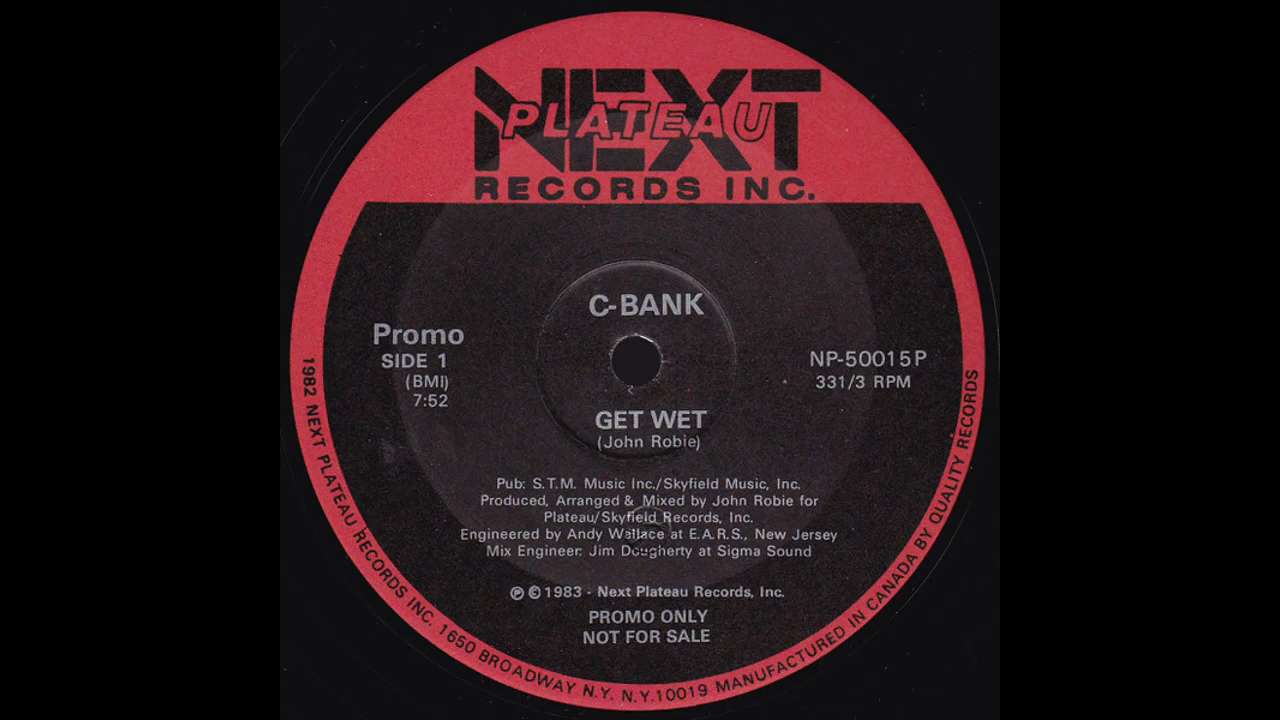 NEXT
PLATEAU
RECORDS INC.
C-BANK
Promo
SIDE 1
(BMI)
7:52
NP-50015P
331/3 RPM
GET WET
(John Robie)
Pub: S.T.M. Music Inc./Skyfield Music, Inc.
Produced, Arranged & Mixed by John Robie for
Plateau/Skyfield Records, Inc.
Engineered by Andy Wallace at E.A.R.S., New Jersey
Mix Engineer: Jim Dougherty at Sigma Sound
℗ © 1983 - Next Plateau Records, Inc.
PROMO ONLY
NOT FOR SALE
1982 NEXT PLATEAU RECORDS INC. 1650 BROADWAY N.Y. N.Y.10019 MANUFACTURED IN CANADA BY QUALITY RECORDS